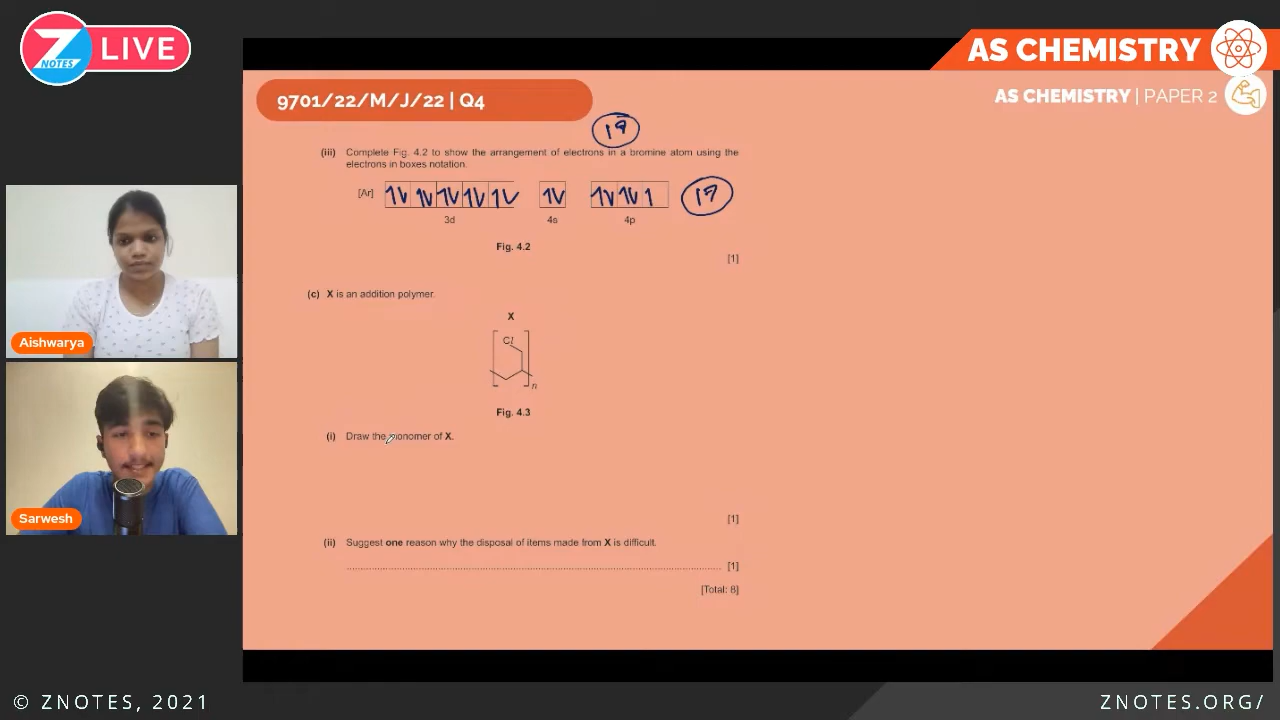 Z NOTES LIVE
AS CHEMISTRY
9701/22/M/J/22 | Q4
AS CHEMISTRY | PAPER 2
19
(iii) Complete Fig. 4.2 to show the arrangement of electrons in a bromine atom using the
electrons in boxes notation.
[Ar] 17
3d 4s 4p
Fig. 4.2
[1]
(c) X is an addition polymer.
X
Cl
n
Fig. 4.3
(i) Draw the monomer of X.
[1]
(ii) Suggest one reason why the disposal of items made from X is difficult.
[1]
[Total: 8]
Aishwarya
Sarwesh
© ZNOTES, 2021
ZNOTES.ORG/